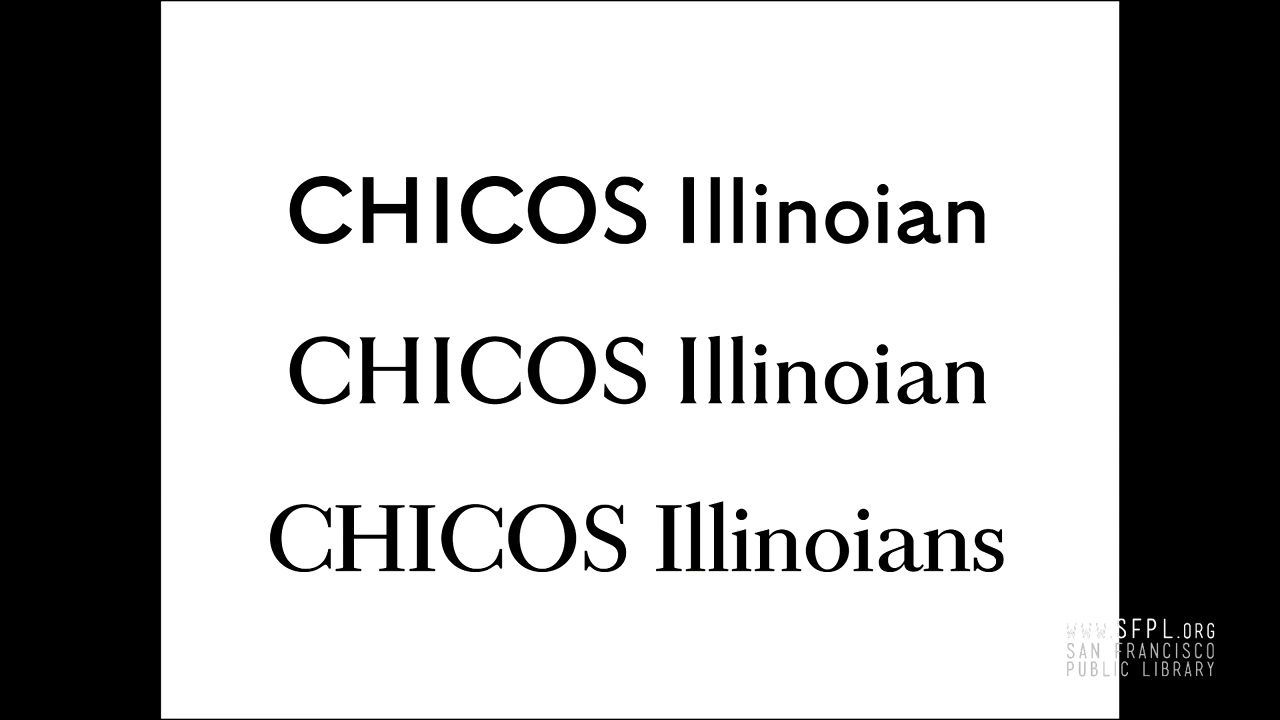 CHICOS Illinoian
CHICOS Illinoian
CHICOS Illinoians
www.SFPL.ORG
SAN FRANCISCO
PUBLIC LIBRARY